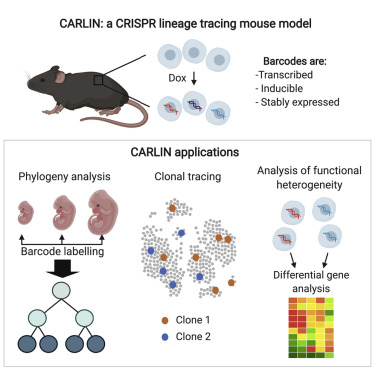 CARLIN: a CRISPR lineage tracing mouse model
Dox
Barcodes are:
-Transcribed
- Inducible
- Stably expressed
CARLIN applications
Phylogeny analysis
Barcode labelling
Clonal tracing
Clone 1
Clone 2
Analysis of functional
heterogeneity
Differential gene
analysis